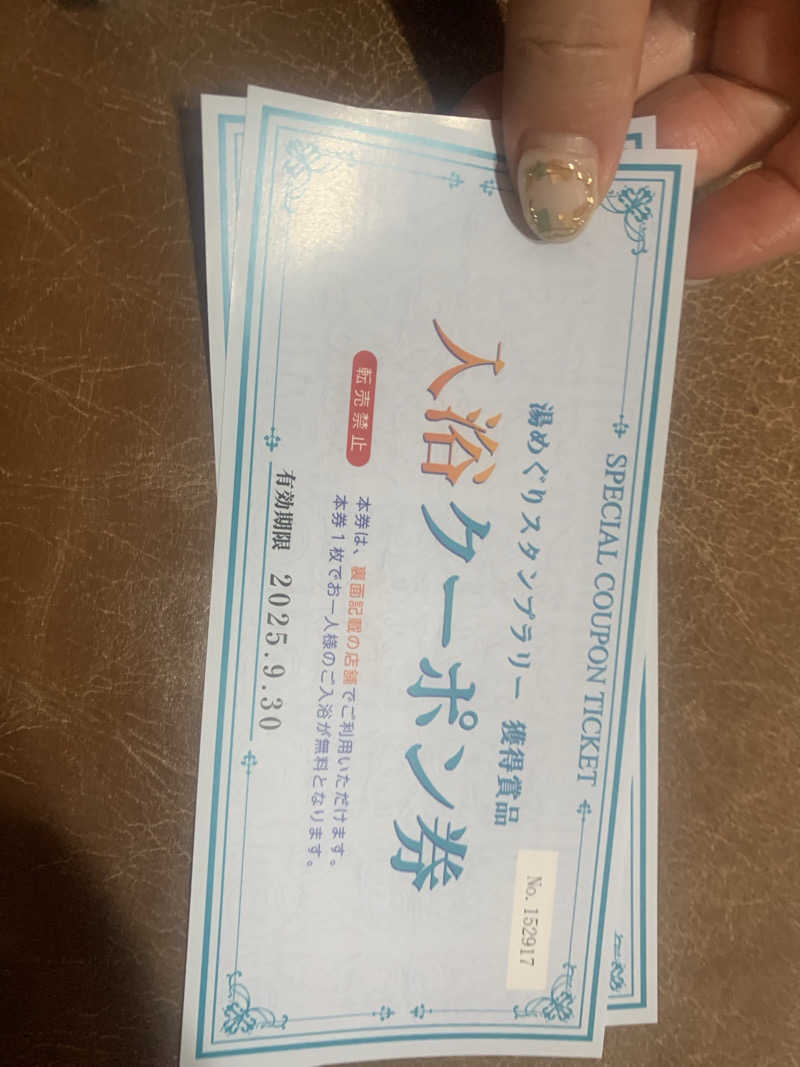 SPECIAL COUPON TICKET
No. 152917
湯めぐりスタンプラリー 獲得賞品
入浴クーポン券
転売禁止
本券は、裏面記載の店舗でご利用いただけます。
本券1枚でお一人様のご入浴が無料となります。
有効期限 2025.9.30